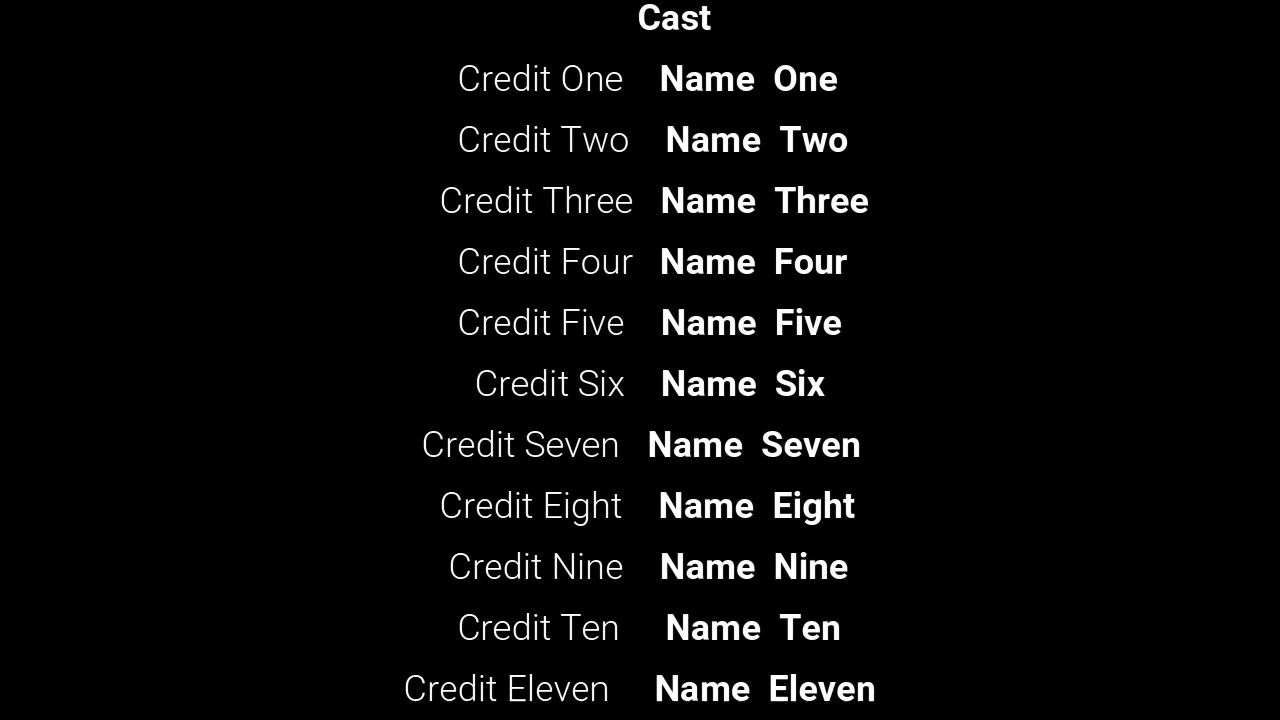 Cast
Credit One Name One
Credit Two Name Two
Credit Three Name Three
Credit Four Name Four
Credit Five Name Five
Credit Six Name Six
Credit Seven Name Seven
Credit Eight Name Eight
Credit Nine Name Nine
Credit Ten Name Ten
Credit Eleven Name Eleven